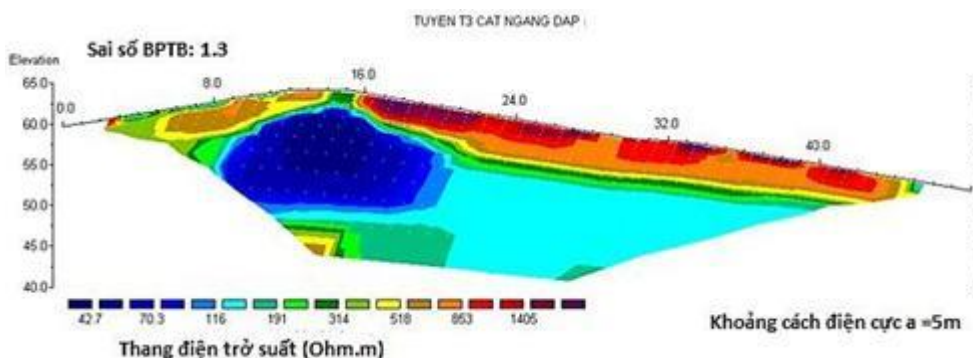 TUYEN T3 CAT NGANG DAP
Sai số BPTB: 1.3
Elevation
65.0
60.0
55.0
50.0
45.0
40.0
0.0
8.0
16.0
24.0
32.0
40.0
42.7 70.3 116 191 314 518 853 1405
Thang điện trở suất (Ohm.m)
Khoảng cách điện cực a =5m